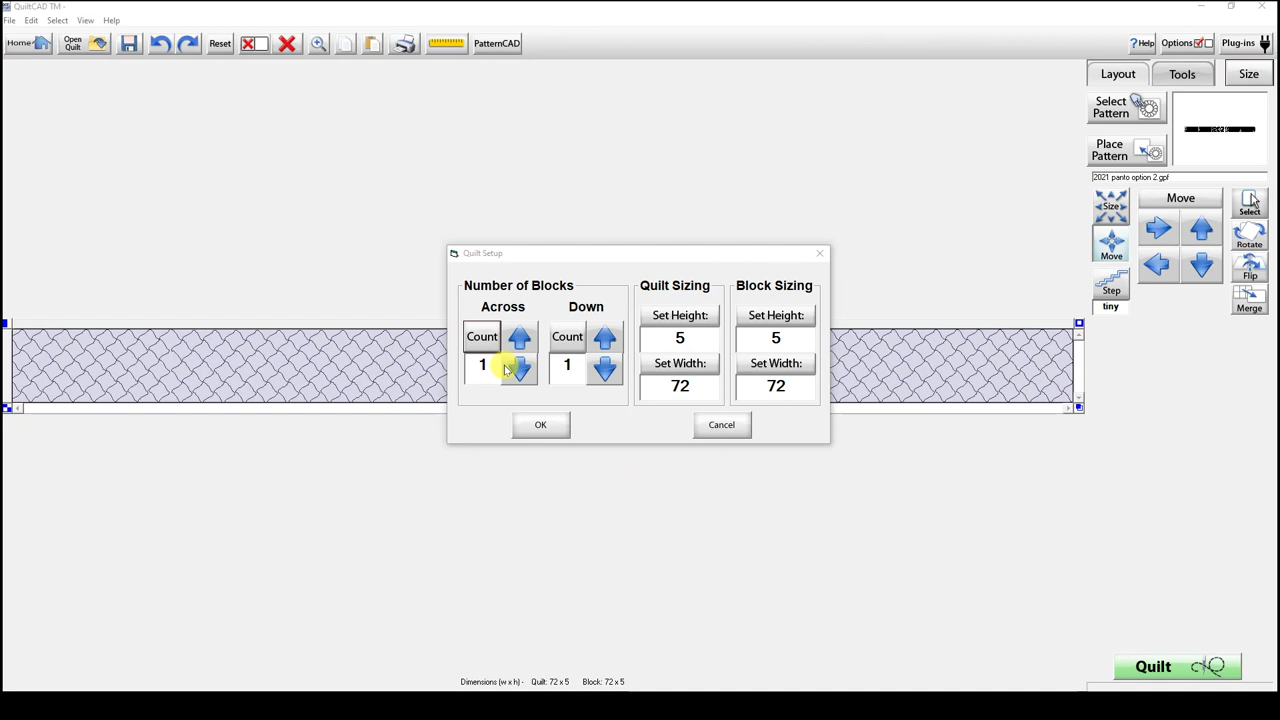 QuiltCAD TM -
File Edit Select View Help
Home Open Quilt Reset PatternCAD ?Help Options Plug-ins
Layout Tools Size
Select Pattern
Place Pattern
2021 panto option 2.gpf
Size Move Select
Move Rotate
Step Flip
tiny Merge
Quilt Setup
Number of Blocks Quilt Sizing Block Sizing
Across Down
Set Height: Set Height:
Count Count 5 5
1 1 Set Width: Set Width:
72 72
OK Cancel
Quilt
Dimensions (w x h) - Quilt: 72 x 5 Block: 72 x 5